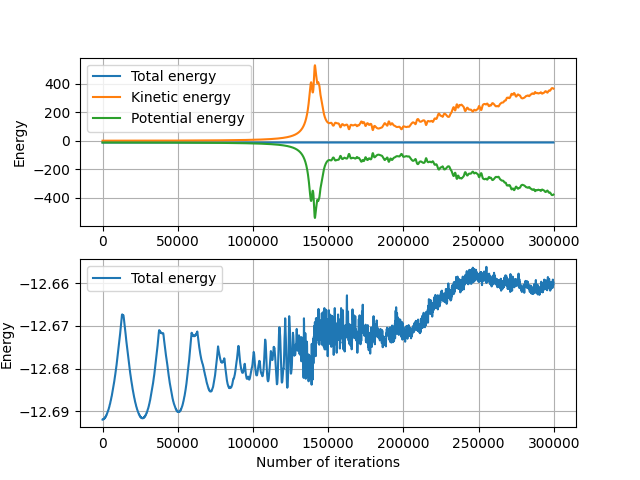 Total energy
Kinetic energy
Potential energy
Energy
400
200
0
−200
−400
0 50000 100000 150000 200000 250000 300000
Total energy
Energy
−12.66
−12.67
−12.68
−12.69
0 50000 100000 150000 200000 250000 300000
Number of iterations